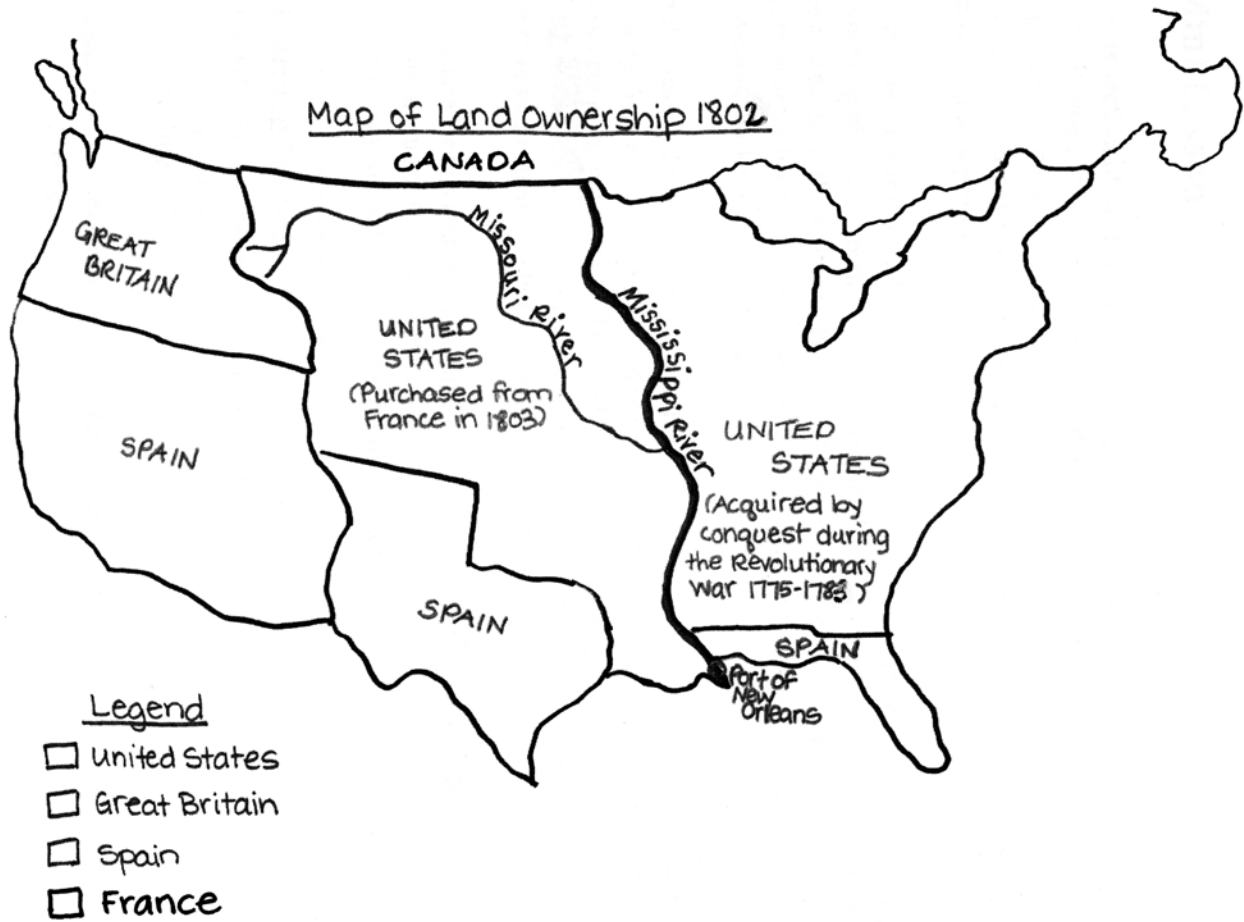 Map of Land Ownership 1802
CANADA
GREAT
BRITAIN
Missouri River
Mississippi River
UNITED
STATES
(Purchased from
France in 1803)
SPAIN
UNITED
STATES
(Acquired by
conquest during
the Revolutionary
War 1775-1783)
SPAIN
SPAIN
Port of
New
Orleans
Legend
United States
Great Britain
Spain
France